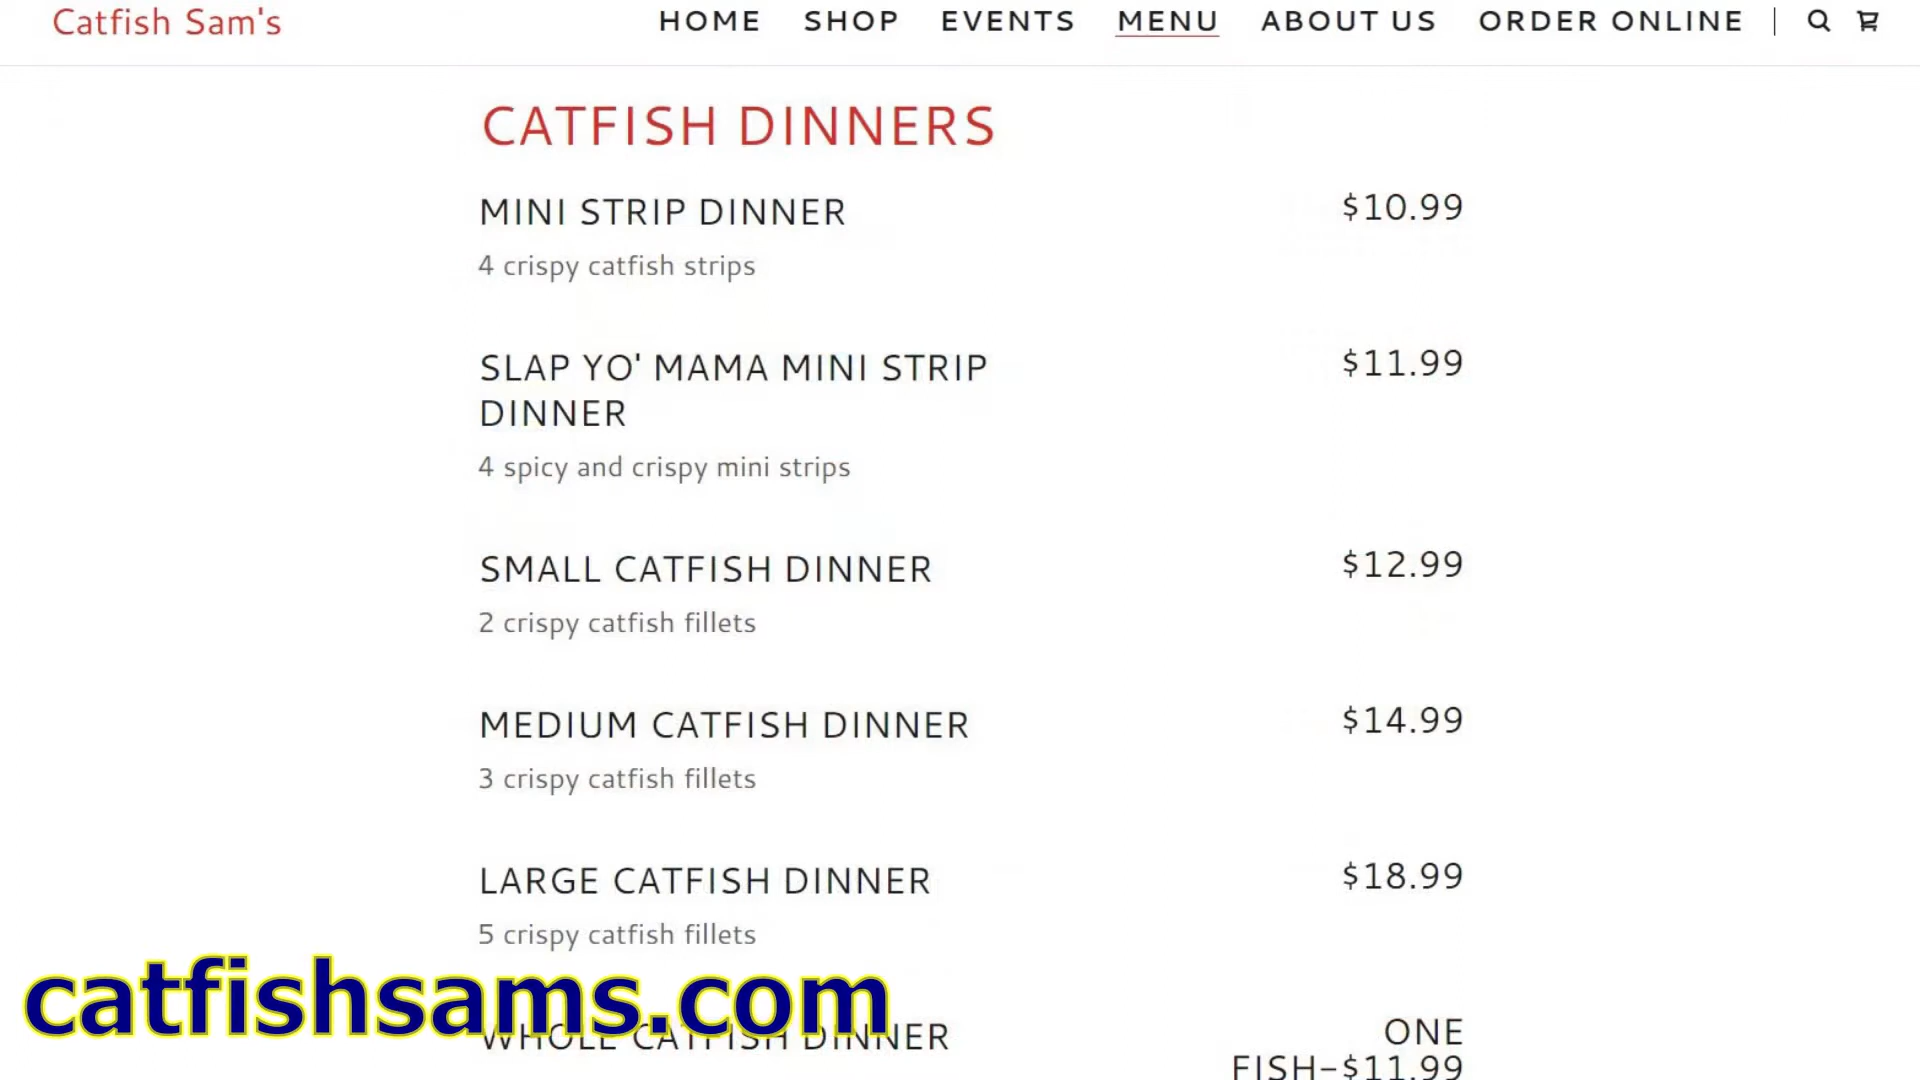 Catfish Sam's HOME SHOP EVENTS MENU ABOUT US ORDER ONLINE
CATFISH DINNERS
MINI STRIP DINNER $10.99
4 crispy catfish strips
SLAP YO' MAMA MINI STRIP $11.99
DINNER
4 spicy and crispy mini strips
SMALL CATFISH DINNER $12.99
2 crispy catfish fillets
MEDIUM CATFISH DINNER $14.99
3 crispy catfish fillets
LARGE CATFISH DINNER $18.99
5 crispy catfish fillets
catfishsams.com
WHOLE CATFISH DINNER ONE
FISH–$11.99